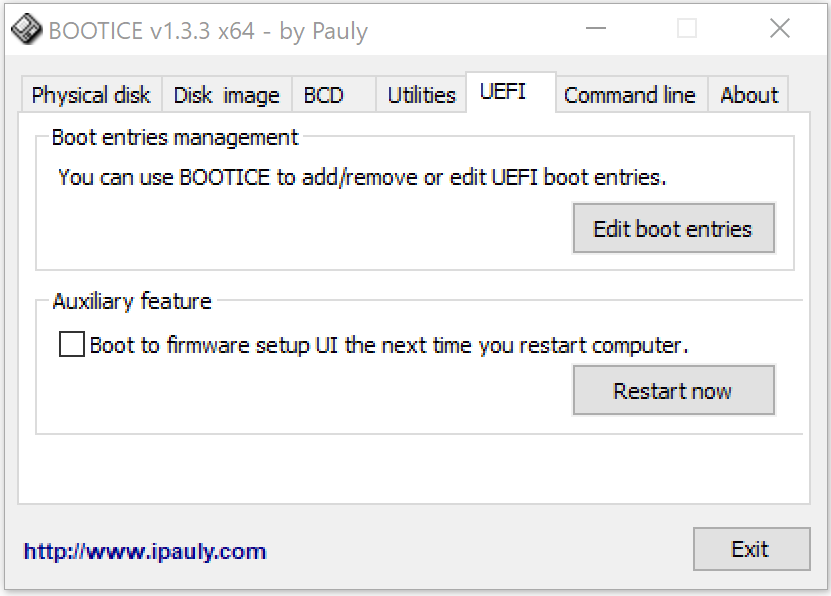 BOOTICE v1.3.3 x64 - by Pauly
Physical disk Disk image BCD Utilities UEFI Command line About
Boot entries management
You can use BOOTICE to add/remove or edit UEFI boot entries.
Edit boot entries
Auxiliary feature
Boot to firmware setup UI the next time you restart computer.
Restart now
http://www.ipauly.com
Exit